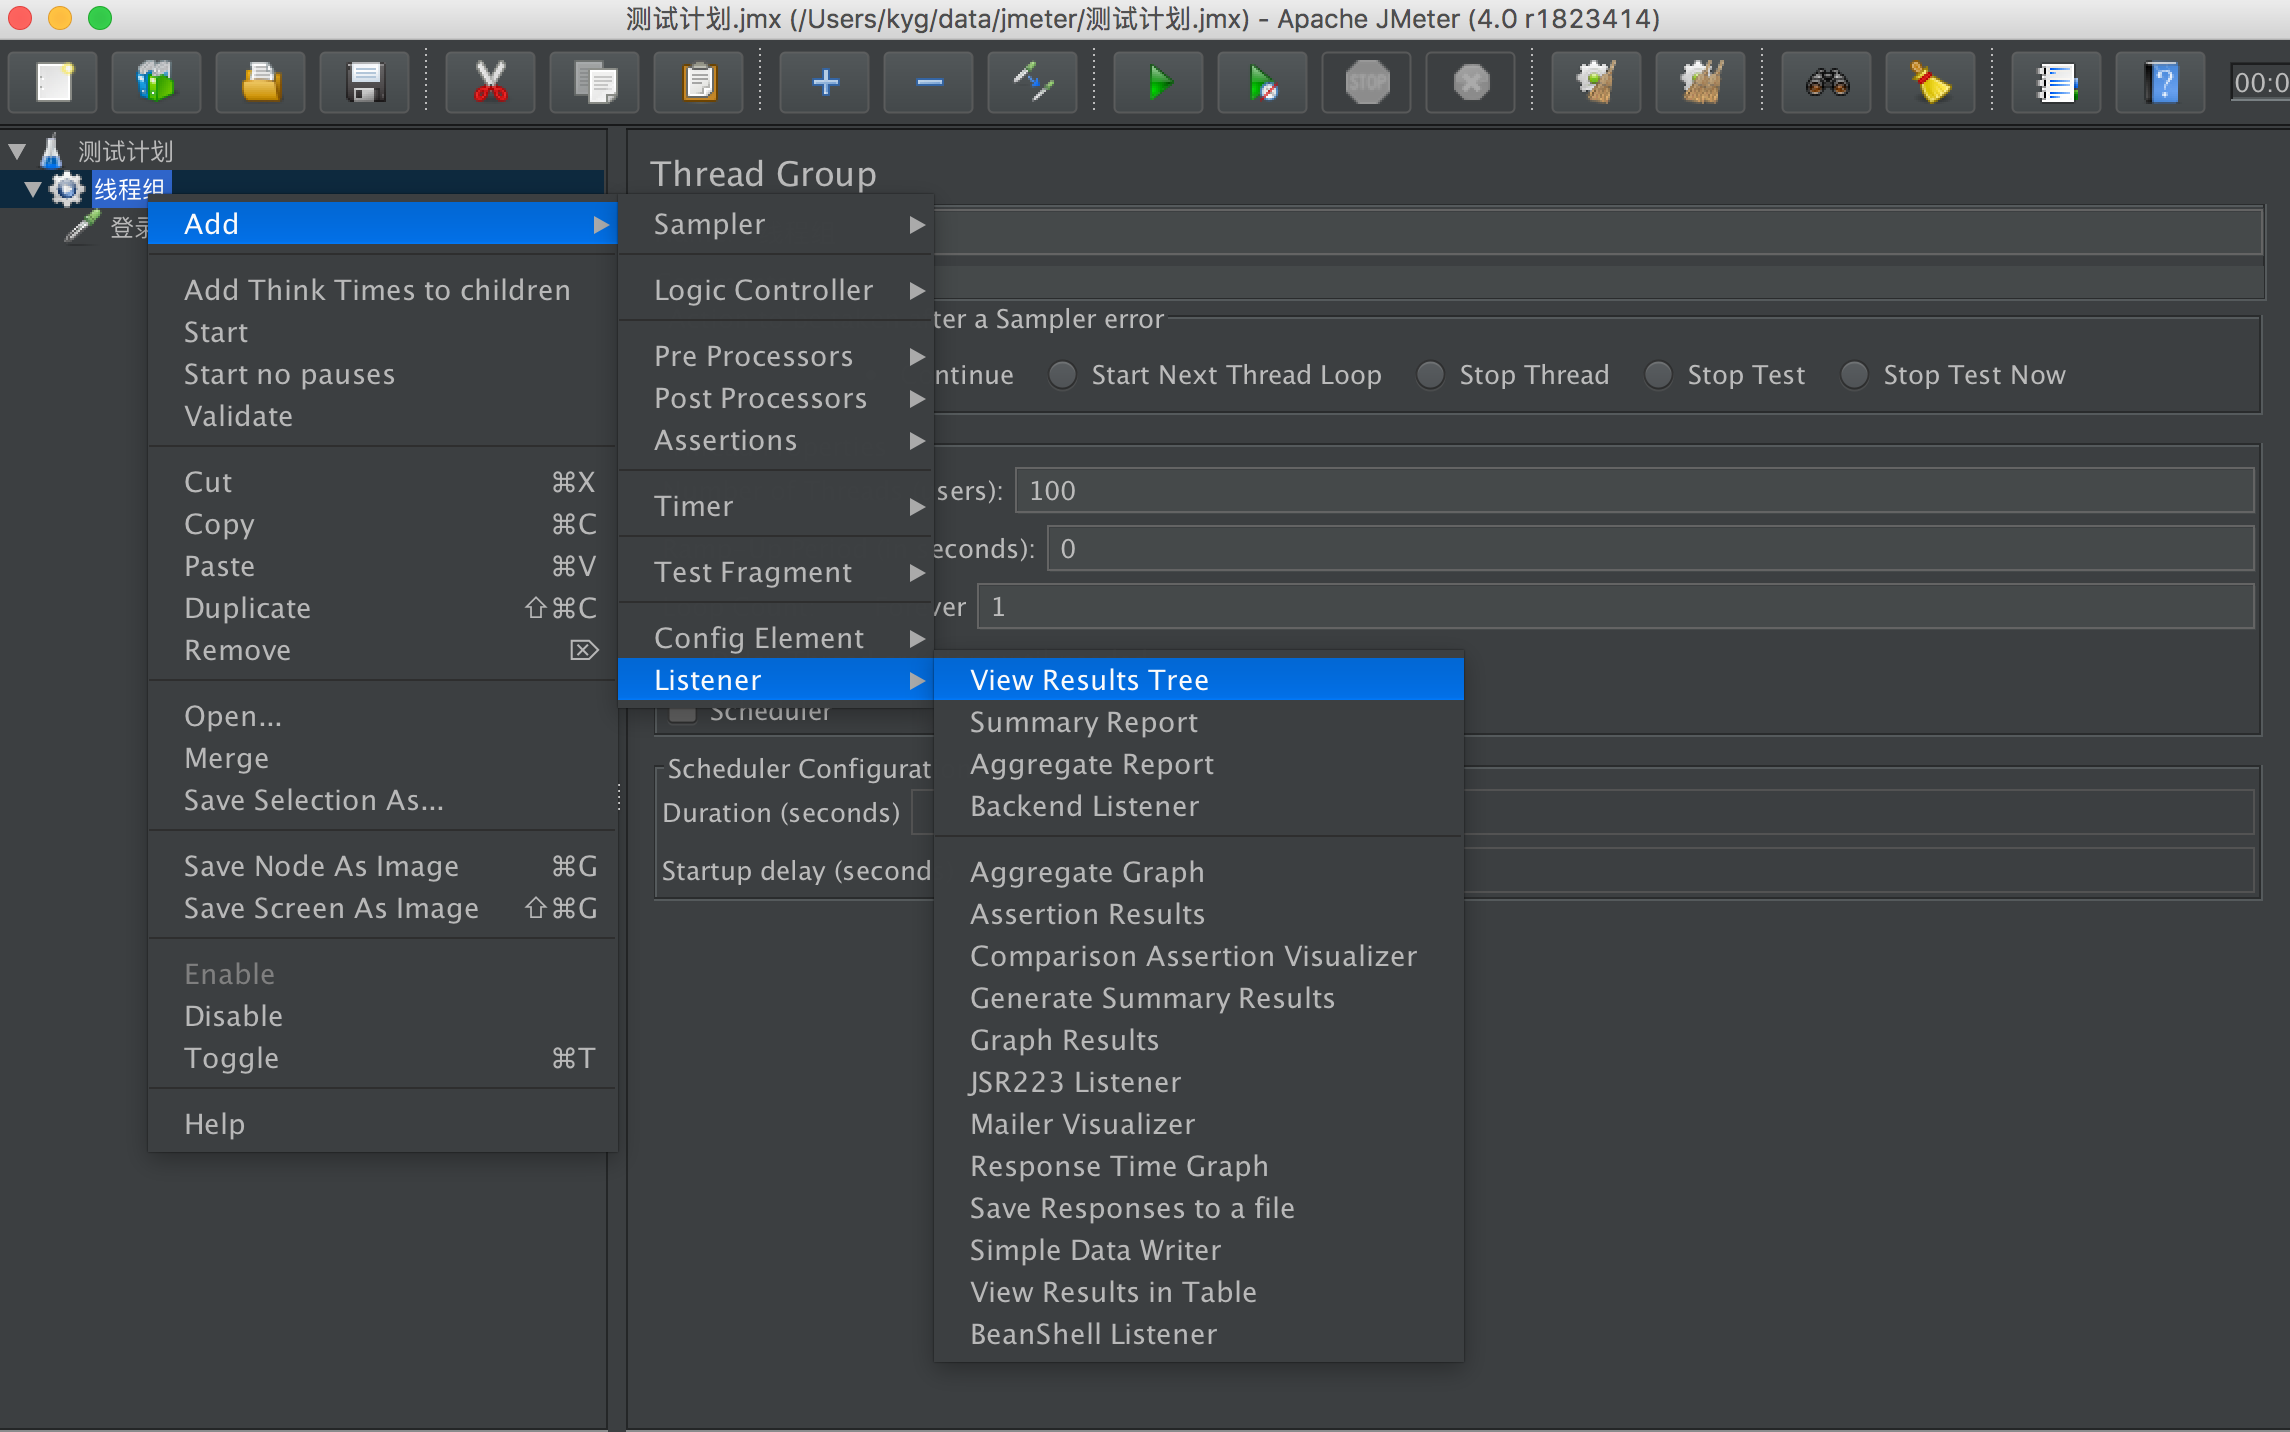 测试计划.jmx (/Users/kyg/data/jmeter/测试计划.jmx) - Apache JMeter (4.0 r1823414)
STOP
00:0
测试计划
线程组
登录
Add
Add Think Times to children
Start
Start no pauses
Validate
Cut ⌘X
Copy ⌘C
Paste ⌘V
Duplicate ⇧⌘C
Remove ⌦
Open...
Merge
Save Selection As...
Save Node As Image ⌘G
Save Screen As Image ⇧⌘G
Enable
Disable
Toggle ⌘T
Help
Sampler
Logic Controller
Pre Processors
Post Processors
Assertions
Timer
Test Fragment
Config Element
Listener
View Results Tree
Summary Report
Aggregate Report
Backend Listener
Aggregate Graph
Assertion Results
Comparison Assertion Visualizer
Generate Summary Results
Graph Results
JSR223 Listener
Mailer Visualizer
Response Time Graph
Save Responses to a file
Simple Data Writer
View Results in Table
BeanShell Listener
Thread Group
ter a Sampler error
ntinue Start Next Thread Loop Stop Thread Stop Test Stop Test Now
sers): 100
econds): 0
ver 1
Scheduler
Scheduler Configurat
Duration (seconds)
Startup delay (second